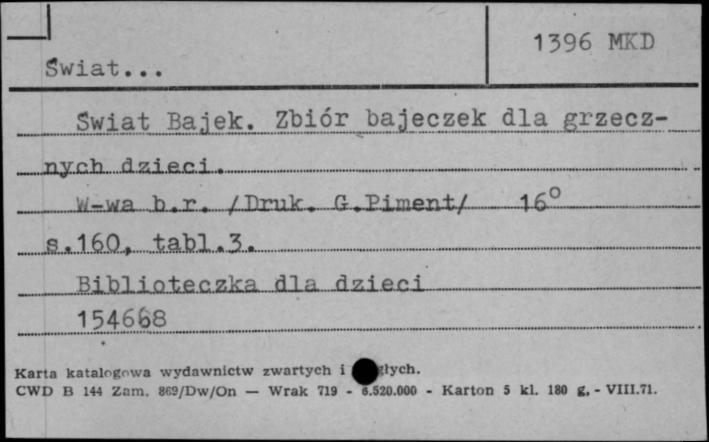 1396 MKD
Świat...
Świat Bajek. Zbiór bajeczek dla grzecz-
nych dzieci.
W-wa b.r. /Druk. G.Piment/ 16°
s.160, tabl.3.
Biblioteczka dla dzieci
154668
Karta katalogowa wydawnictw zwartych i głych.
CWD B 144 Zam. 869/Dw/On — Wrak 719 - 6.520.000 - Karton 5 kl. 180 g. - VIII.71.